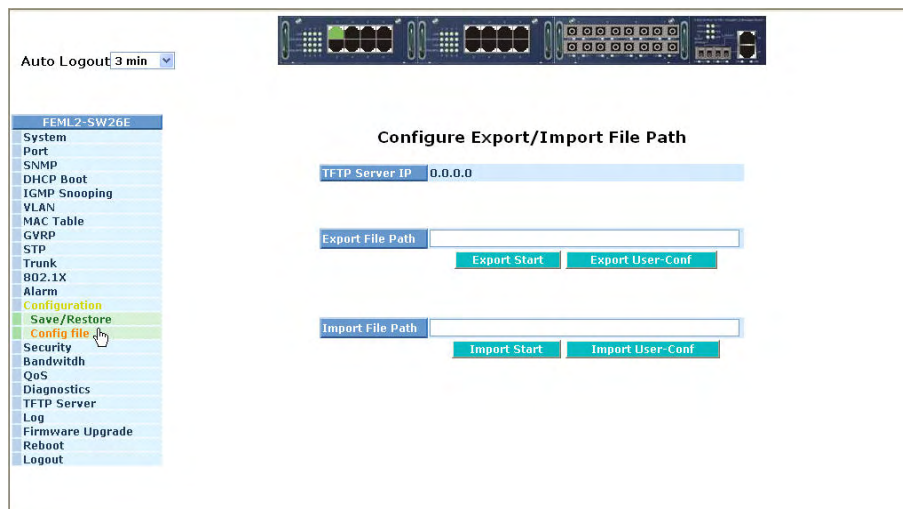 Auto Logout 3 min
FEML2-SW26E
System
Port
SNMP
DHCP Boot
IGMP Snooping
VLAN
MAC Table
GVRP
STP
Trunk
802.1X
Alarm
Configuration
Save/Restore
Config file
Security
Bandwitdh
QoS
Diagnostics
TFTP Server
Log
Firmware Upgrade
Reboot
Logout
Configure Export/Import File Path
TFTP Server IP 0.0.0.0
Export File Path
Export Start Export User-Conf
Import File Path
Import Start Import User-Conf